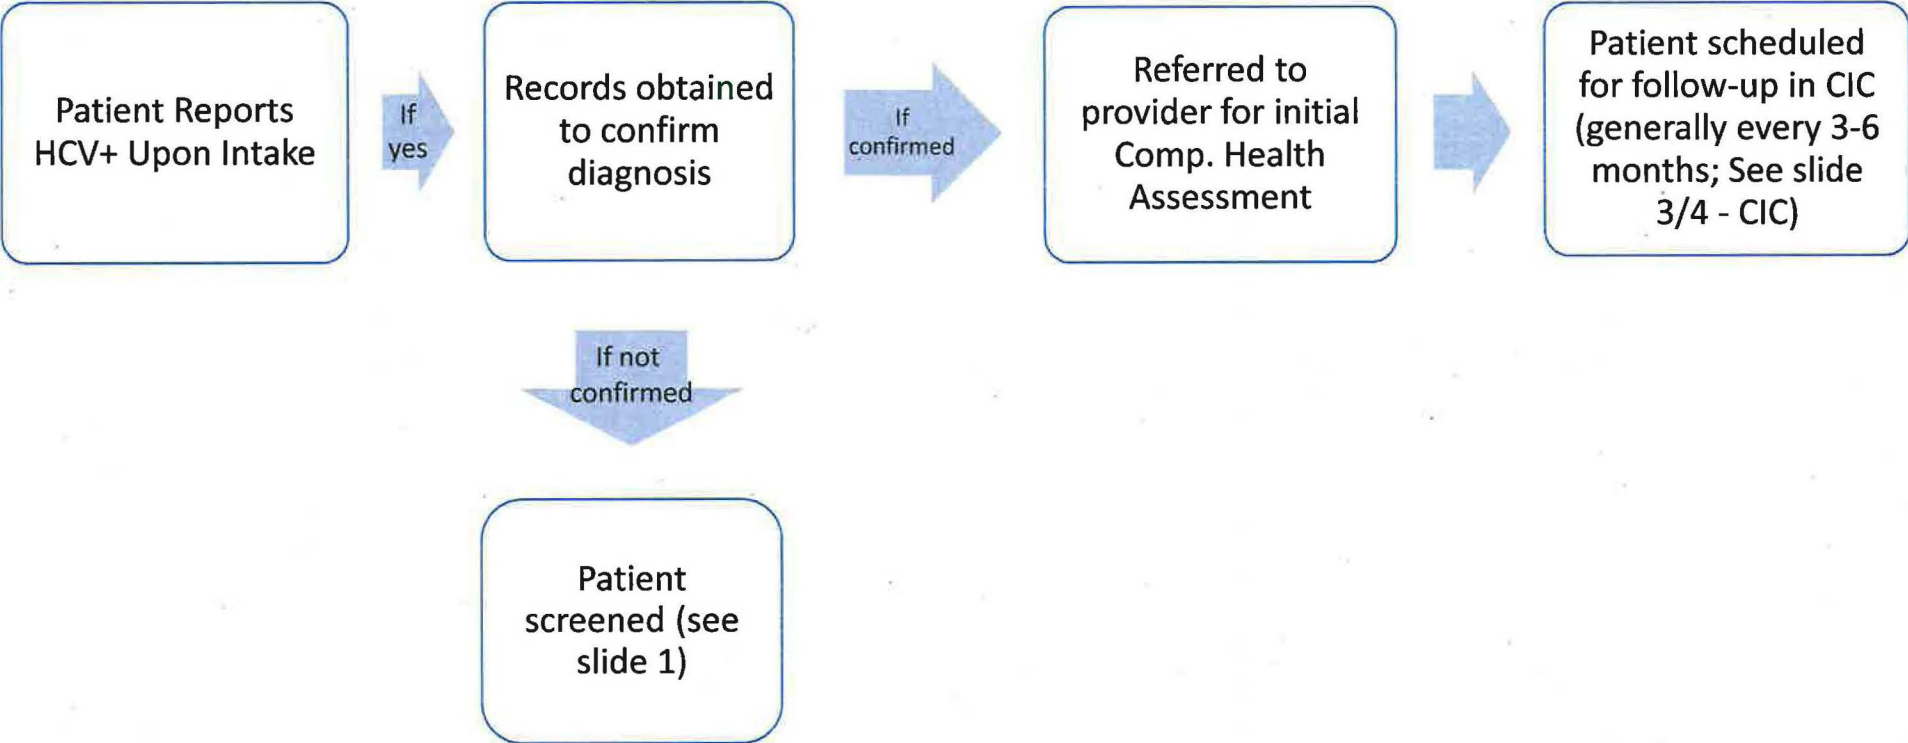 Patient Reports
HCV+ Upon Intake
If
yes
Records obtained
to confirm
diagnosis
If
confirmed
Referred to
provider for initial
Comp. Health
Assessment
Patient scheduled
for follow-up in CIC
(generally every 3-6
months; See slide
3/4 - CIC)
If not
confirmed
Patient
screened (see
slide 1)